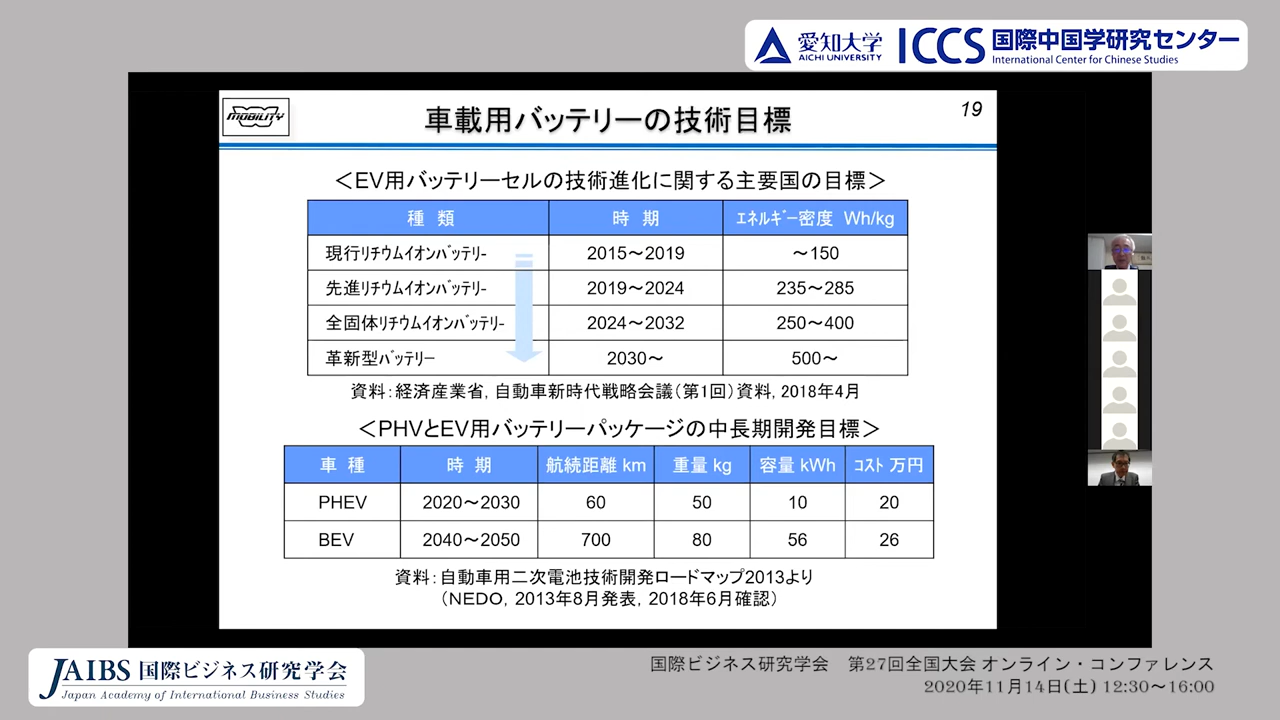 愛知大学
AICHI UNIVERSITY
ICCS 国際中国学研究センター
International Center for Chinese Studies
MOBILITY
車載用バッテリーの技術目標
19
＜EV用バッテリーセルの技術進化に関する主要国の目標＞
種　類 時　期 ｴﾈﾙｷﾞｰ密度 Wh/kg
現行ﾘﾁｳﾑｲｵﾝﾊﾞｯﾃﾘｰ 2015～2019 ～150
先進ﾘﾁｳﾑｲｵﾝﾊﾞｯﾃﾘｰ 2019～2024 235～285
全固体ﾘﾁｳﾑｲｵﾝﾊﾞｯﾃﾘｰ 2024～2032 250～400
革新型ﾊﾞｯﾃﾘｰ 2030～ 500～
資料：経済産業省，自動車新時代戦略会議（第1回）資料，2018年4月
＜PHVとEV用バッテリーパッケージの中長期開発目標＞
車　種 時　期 航続距離 km 重量 kg 容量 kWh ｺｽﾄ 万円
PHEV 2020～2030 60 50 10 20
BEV 2040～2050 700 80 56 26
資料：自動車用二次電池技術開発ロードマップ2013より
（NEDO，2013年8月発表，2018年6月確認）
JAIBS 国際ビジネス研究学会
Japan Academy of International Business Studies
国際ビジネス研究学会　第27回全国大会 オンライン・コンファレンス
2020年11月14日(土) 12:30～16:00